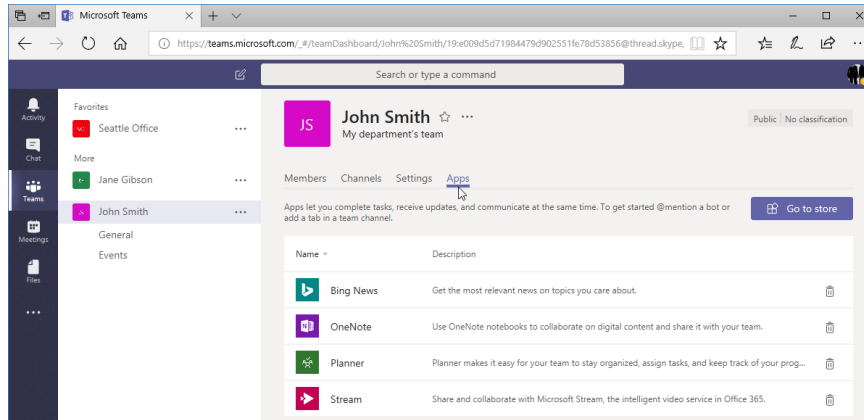 Microsoft Teams
https://teams.microsoft.com/_#/teamDashboard/John%20Smith/19:e009d5d71984479d902551fe78d53856@thread.skype,
Search or type a command
Activity
Chat
Teams
Meetings
Files
Favorites
Seattle Office
More
Jane Gibson
John Smith
General
Events
JS
John Smith
My department's team
Public
No classification
Members Channels Settings Apps
Apps let you complete tasks, receive updates, and communicate at the same time. To get started @mention a bot or
add a tab in a team channel.
Go to store
Name Description
Bing News Get the most relevant news on topics you care about.
OneNote Use OneNote notebooks to collaborate on digital content and share it with your team.
Planner Planner makes it easy for your team to stay organized, assign tasks, and keep track of your prog...
Stream Share and collaborate with Microsoft Stream, the intelligent video service in Office 365.